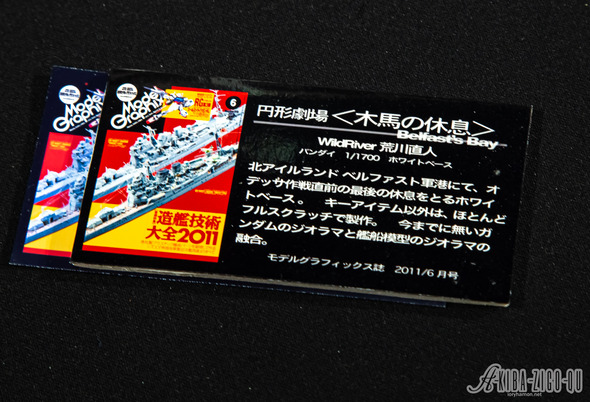 Model Graphix
6
造艦技術
大全2011
円形劇場 <木馬の休息>
Belfast's Bay
WildRiver 荒川直人
バンダイ 1/1700 ホワイトベース
北アイルランド ベルファスト軍港にて、オ
デッサ作戦直前の最後の休息をとるホワイ
トベース。 キーアイテム以外は、ほとんど
フルスクラッチで製作。 今までに無いガ
ンダムのジオラマと艦船模型のジオラマの
融合。
モデルグラフィックス誌 2011/6月号
AKIBA-ZIGO-QU
loryharmon.net